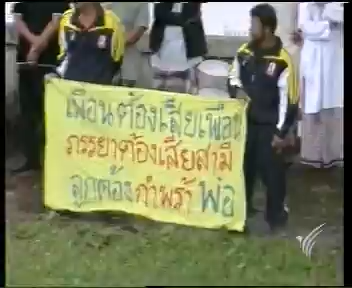 เพื่อนต้องเสียเพื่อน
ภรรยาต้องเสียสามี
ลูกต้องกำพร้าพ่อ